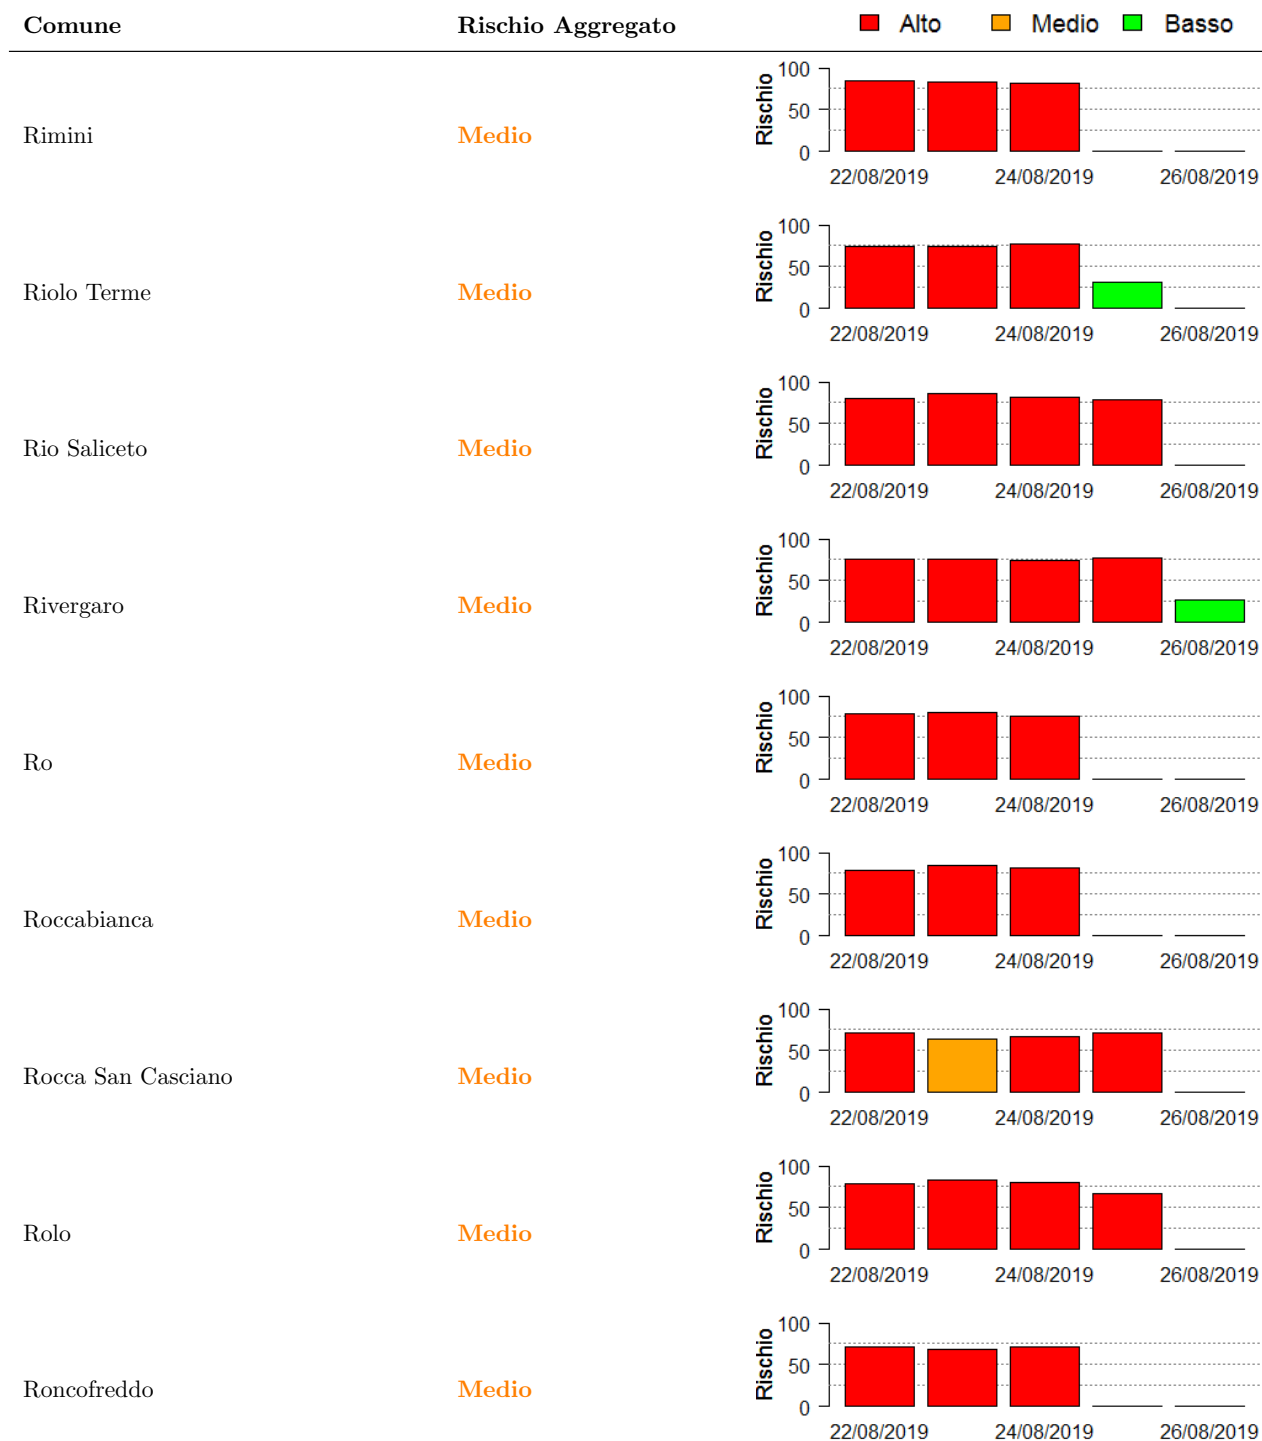 Comune Rischio Aggregato Alto Medio Basso
Rimini Medio
Rischio
100
50
0
22/08/2019 24/08/2019 26/08/2019
Riolo Terme Medio
Rischio
100
50
0
22/08/2019 24/08/2019 26/08/2019
Rio Saliceto Medio
Rischio
100
50
0
22/08/2019 24/08/2019 26/08/2019
Rivergaro Medio
Rischio
100
50
0
22/08/2019 24/08/2019 26/08/2019
Ro Medio
Rischio
100
50
0
22/08/2019 24/08/2019 26/08/2019
Roccabianca Medio
Rischio
100
50
0
22/08/2019 24/08/2019 26/08/2019
Rocca San Casciano Medio
Rischio
100
50
0
22/08/2019 24/08/2019 26/08/2019
Rolo Medio
Rischio
100
50
0
22/08/2019 24/08/2019 26/08/2019
Roncofreddo Medio
Rischio
100
50
0
22/08/2019 24/08/2019 26/08/2019